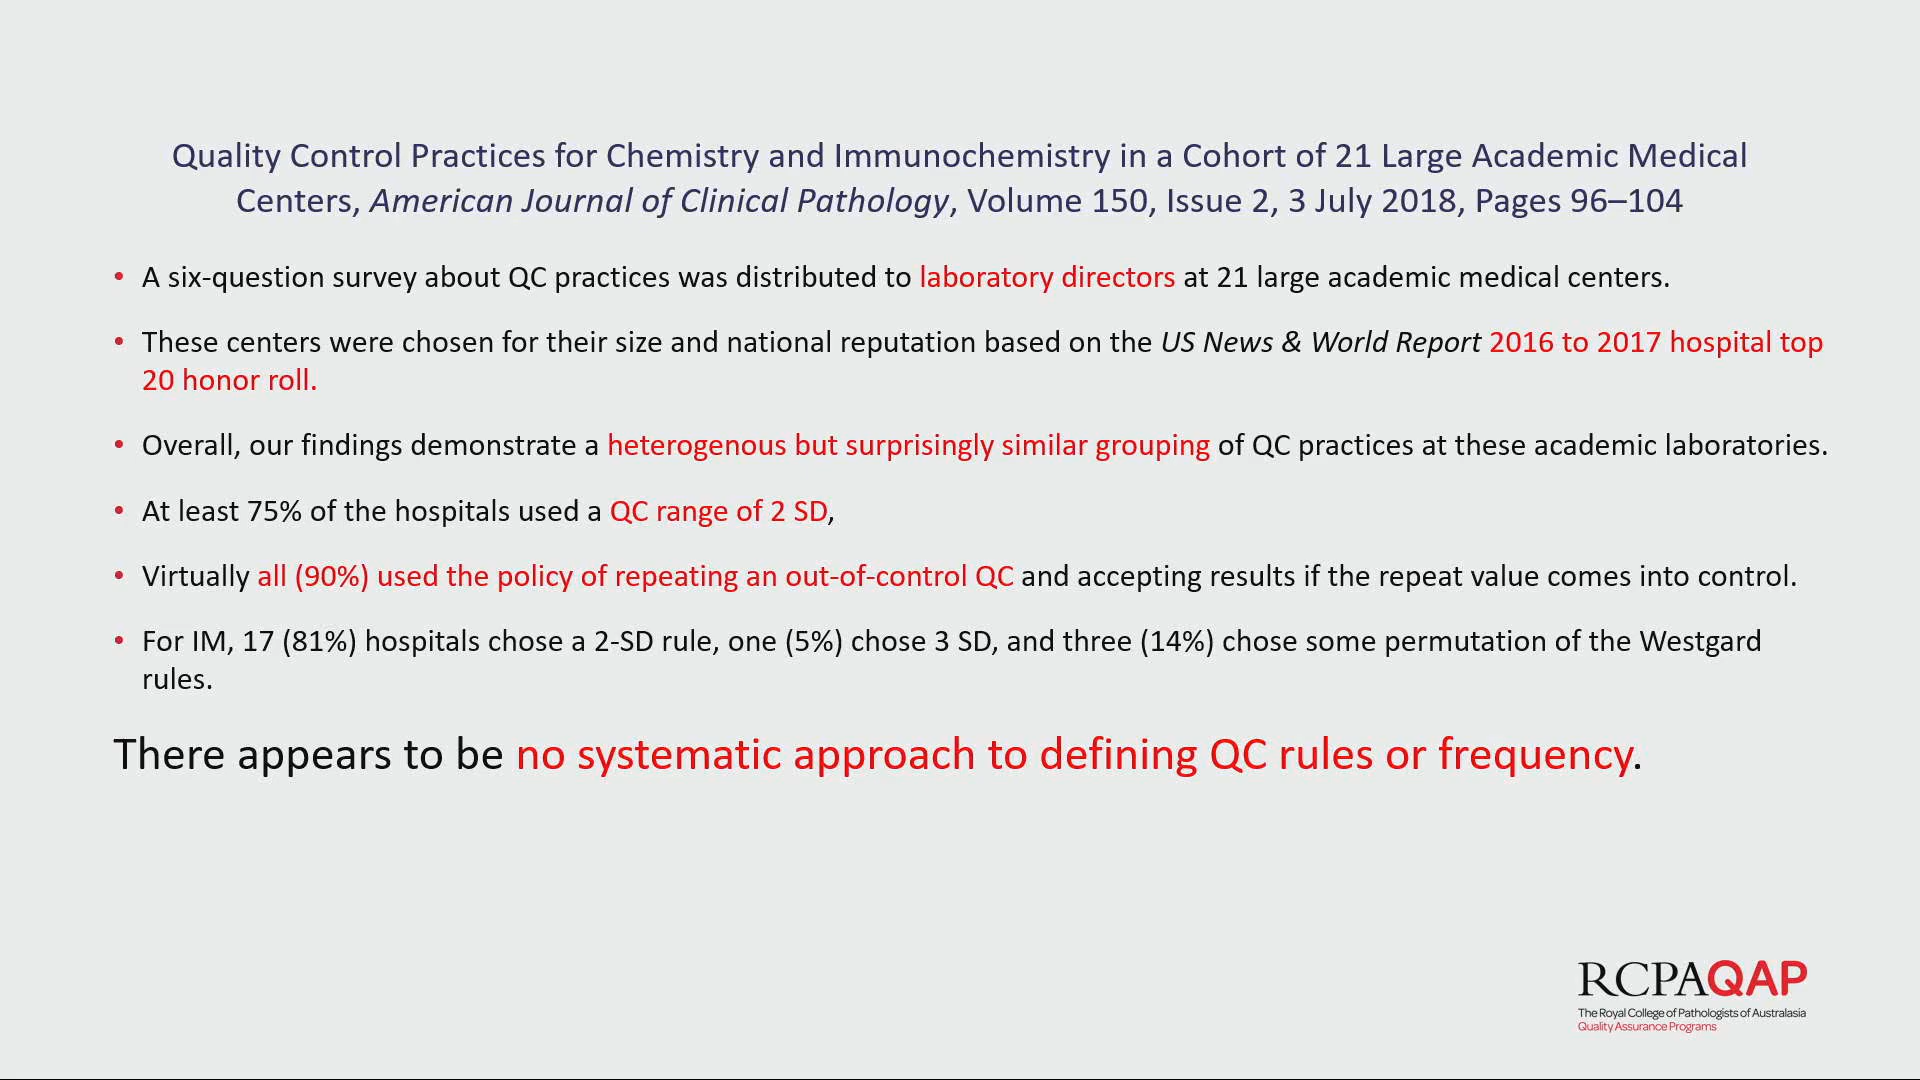 Quality Control Practices for Chemistry and Immunochemistry in a Cohort of 21 Large Academic Medical
Centers, American Journal of Clinical Pathology, Volume 150, Issue 2, 3 July 2018, Pages 96–104
• A six-question survey about QC practices was distributed to laboratory directors at 21 large academic medical centers.
• These centers were chosen for their size and national reputation based on the US News & World Report 2016 to 2017 hospital top
20 honor roll.
• Overall, our findings demonstrate a heterogenous but surprisingly similar grouping of QC practices at these academic laboratories.
• At least 75% of the hospitals used a QC range of 2 SD,
• Virtually all (90%) used the policy of repeating an out-of-control QC and accepting results if the repeat value comes into control.
• For IM, 17 (81%) hospitals chose a 2-SD rule, one (5%) chose 3 SD, and three (14%) chose some permutation of the Westgard
rules.
There appears to be no systematic approach to defining QC rules or frequency.
RCPAQAP
The Royal College of Pathologists of Australasia
Quality Assurance Programs